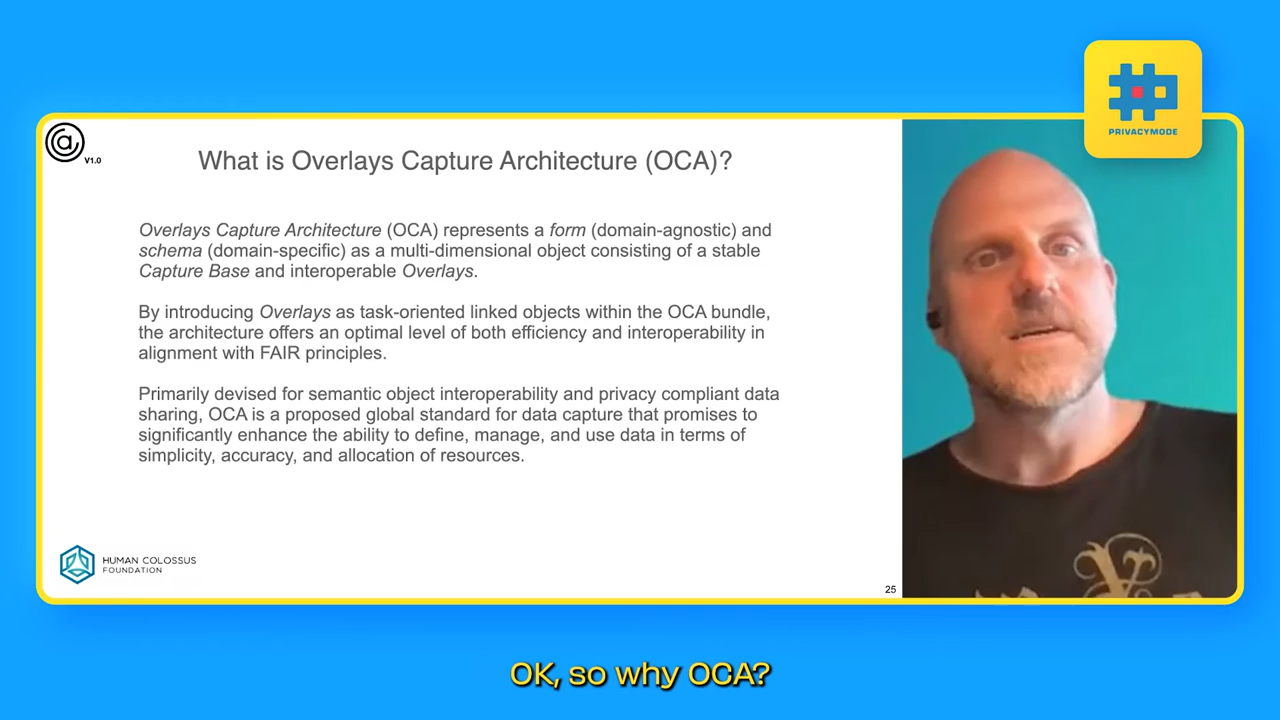 PRIVACYMODE
V1.0
What is Overlays Capture Architecture (OCA)?
Overlays Capture Architecture (OCA) represents a form (domain-agnostic) and
schema (domain-specific) as a multi-dimensional object consisting of a stable
Capture Base and interoperable Overlays.
By introducing Overlays as task-oriented linked objects within the OCA bundle,
the architecture offers an optimal level of both efficiency and interoperability in
alignment with FAIR principles.
Primarily devised for semantic object interoperability and privacy compliant data
sharing, OCA is a proposed global standard for data capture that promises to
significantly enhance the ability to define, manage, and use data in terms of
simplicity, accuracy, and allocation of resources.
HUMAN COLOSSUS
FOUNDATION
25
OK, so why OCA?